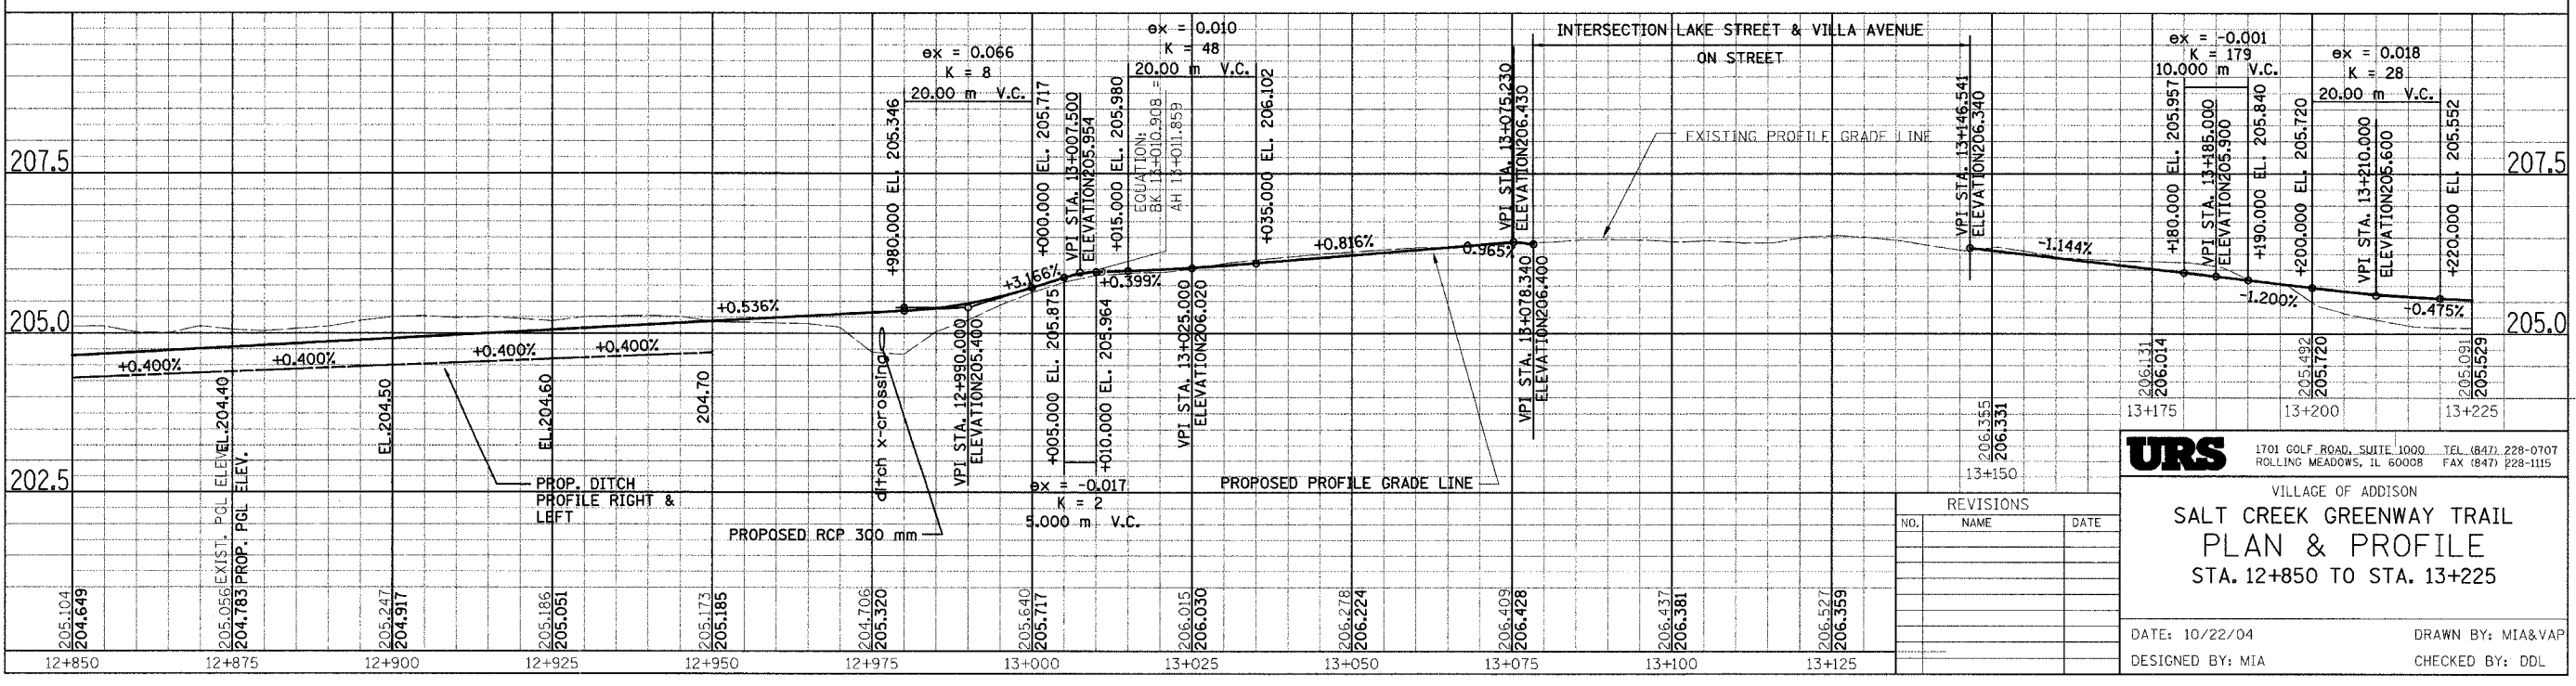 ex = 0.066
K = 8
20.00 m V.C.
ex = 0.010
K = 48
20.00 m V.C.
INTERSECTION LAKE STREET & VILLA AVENUE
ON STREET
ex = -0.001
K = 179
10.000 m V.C.
ex = 0.018
K = 28
20.00 m V.C.
+980.000 EL. 205.346
+000.000 EL. 205.717
VPI STA. 13+007.500
ELEVATION205.954
+015.000 EL. 205.980
EQUATION:
BK 13+010.908 =
AH 13+011.859
+035.000 EL. 206.102
VPI STA. 13+075.230
ELEVATION206.430
EXISTING PROFILE GRADE LINE
VPI STA. 13+146.541
ELEVATION206.340
+180.000 EL. 205.957
VPI STA. 13+185.000
ELEVATION205.900
+190.000 EL. 205.840
+200.000 EL. 205.720
VPI STA. 13+210.000
ELEVATION205.600
+220.000 EL. 205.552
207.5
207.5
205.0
205.0
202.5
+0.536%
+3.166%
+0.399%
+0.816%
0.965%
-1.144%
-1.200%
+0.475%
+0.400%
+0.400%
+0.400%
+0.400%
EL.204.40
EL.204.50
EL.204.60
204.70
ditch x-crossing
VPI STA. 12+990.000
ELEVATION205.400
+005.000 EL. 205.875
+010.000 EL. 205.964
VPI STA. 13+025.000
ELEVATION206.020
VPI STA. 13+078.340
ELEVATION206.400
ex = -0.017
K = 2
5.000 m V.C.
PROP. DITCH
PROFILE RIGHT &
LEFT
PROPOSED RCP 300 mm
PROPOSED PROFILE GRADE LINE
205.104
204.649
205.056 EXIST. PGL ELEV.
204.783 PROP. PGL ELEV.
205.247
204.917
205.186
205.051
205.173
205.185
204.706
205.320
205.640
205.717
206.015
206.030
206.278
206.224
206.409
206.428
206.437
206.381
206.527
206.359
206.355
206.331
206.131
206.014
205.492
205.720
205.091
205.529
12+850
12+875
12+900
12+925
12+950
12+975
13+000
13+025
13+050
13+075
13+100
13+125
13+150
13+175
13+200
13+225
REVISIONS
NO.
NAME
DATE
URS
1701 GOLF ROAD, SUITE 1000 TEL (847) 228-0707
ROLLING MEADOWS, IL 60008 FAX (847) 228-1115
VILLAGE OF ADDISON
SALT CREEK GREENWAY TRAIL
PLAN & PROFILE
STA. 12+850 TO STA. 13+225
DATE: 10/22/04
DRAWN BY: MIA&VAP
DESIGNED BY: MIA
CHECKED BY: DDL